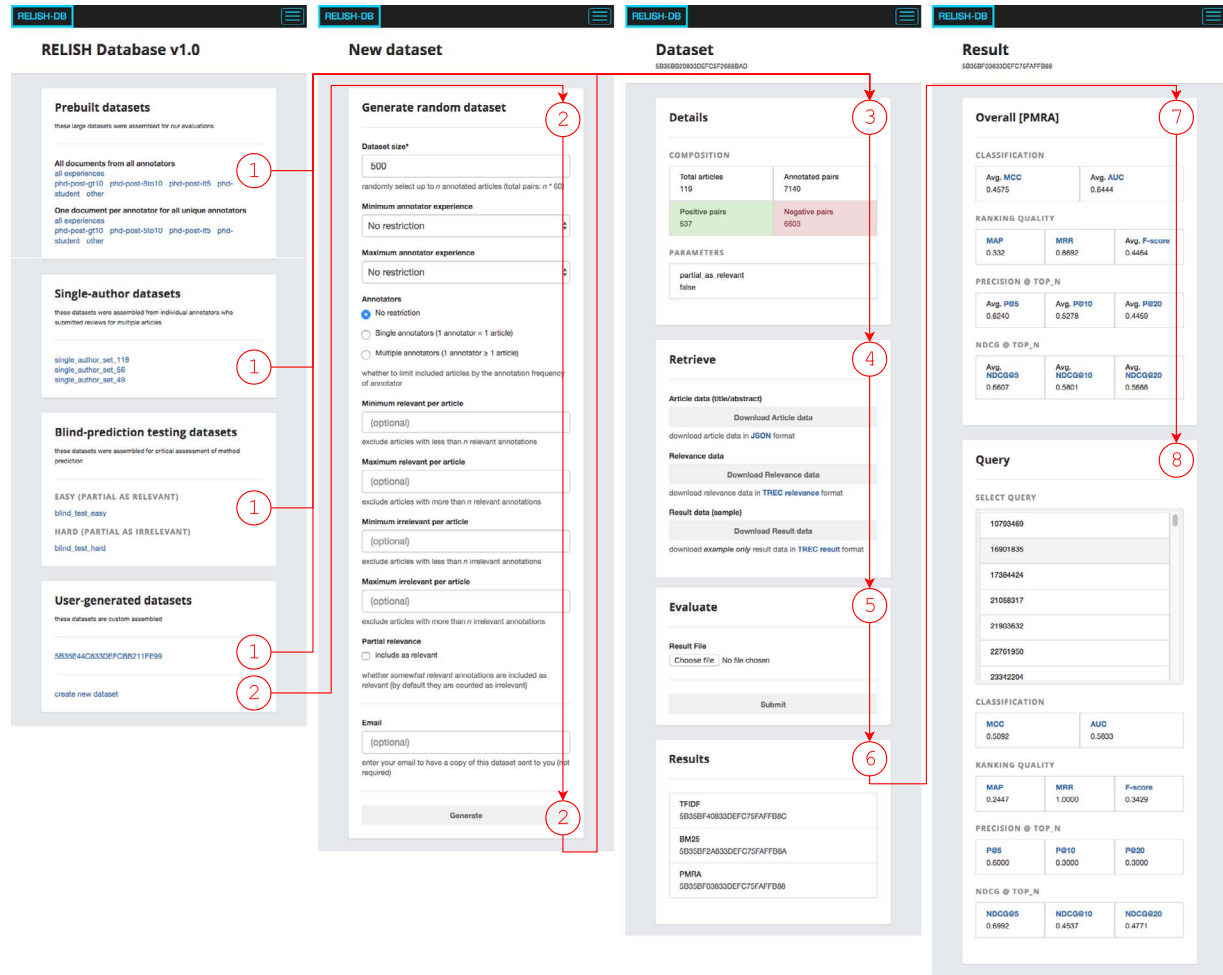 RELISH-DB
RELISH Database v1.0
Prebuilt datasets
these large datasets were assembled for our evaluations
All documents from all annotators
all experiences
phd-post-gt10 phd-post-5to10 phd-post-lt5 phd-
student other
One document per annotator for all unique annotators
all experiences
phd-post-gt10 phd-post-5to10 phd-post-lt5 phd-
student other
1
Single-author datasets
these datasets were assembled from individual annotators who
submitted reviews for multiple articles
single_author_set_119
single_author_set_56
single_author_set_49
1
Blind-prediction testing datasets
these datasets were assembled for critical assessment of method
prediction
EASY (PARTIAL AS RELEVANT)
blind_test_easy
HARD (PARTIAL AS IRRELEVANT)
blind_test_hard
1
User-generated datasets
these datasets are custom assembled
5B35E44C833DEFCBB211FE99
1
create new dataset
2
RELISH-DB
New dataset
Generate random dataset
2
Dataset size*
500
randomly select up to n annotated articles (total pairs: n * 60)
Minimum annotator experience
No restriction
Maximum annotator experience
No restriction
Annotators
No restriction
Single annotators (1 annotator = 1 article)
Multiple annotators (1 annotator ≥ 1 article)
whether to limit included articles by the annotation frequency
of annotator
Minimum relevant per article
(optional)
exclude articles with less than n relevant annotations
Maximum relevant per article
(optional)
exclude articles with more than n relevant annotations
Minimum irrelevant per article
(optional)
exclude articles with less than n irrelevant annotations
Maximum irrelevant per article
(optional)
exclude articles with more than n irrelevant annotations
Partial relevance
include as relevant
whether somewhat relevant annotations are included as
relevant (by default they are counted as irrelevant)
Email
(optional)
enter your email to have a copy of this dataset sent to you (not
required)
Generate
2
RELISH-DB
Dataset
5B35B020833DEFC5F2689BAD
Details
3
COMPOSITION
Total articles
119
Annotated pairs
7140
Positive pairs
537
Negative pairs
6603
PARAMETERS
partial_as_relevant
false
Retrieve
4
Article data (title/abstract)
Download Article data
download article data in JSON format
Relevance data
Download Relevance data
download relevance data in TREC relevance format
Result data (sample)
Download Result data
download example only result data in TREC result format
Evaluate
5
Result File
Choose file No file chosen
Submit
Results
6
TFIDF
5B35BF40833DEFC75FAFFB8C
BM25
5B35BF2A833DEFC75FAFFB8A
PMRA
5B35BF03833DEFC75FAFFB88
RELISH-DB
Result
5B35BF03833DEFC75FAFFB88
Overall [PMRA]
7
CLASSIFICATION
Avg. MCC
0.4575
Avg. AUC
0.6444
RANKING QUALITY
MAP
0.332
MRR
0.8692
Avg. F-score
0.4464
PRECISION @ TOP_N
Avg. P@5
0.6240
Avg. P@10
0.5278
Avg. P@20
0.4459
NDCG @ TOP_N
Avg.
NDCG@5
0.6607
Avg.
NDCG@10
0.5801
Avg.
NDCG@20
0.5688
Query
8
SELECT QUERY
10793469
16901835
17384424
21058317
21903632
22761950
23342204
CLASSIFICATION
MCC
0.5092
AUC
0.5833
RANKING QUALITY
MAP
0.2447
MRR
1.0000
F-score
0.3429
PRECISION @ TOP_N
P@5
0.6000
P@10
0.3000
P@20
0.3000
NDCG @ TOP_N
NDCG@5
0.6992
NDCG@10
0.4537
NDCG@20
0.4771